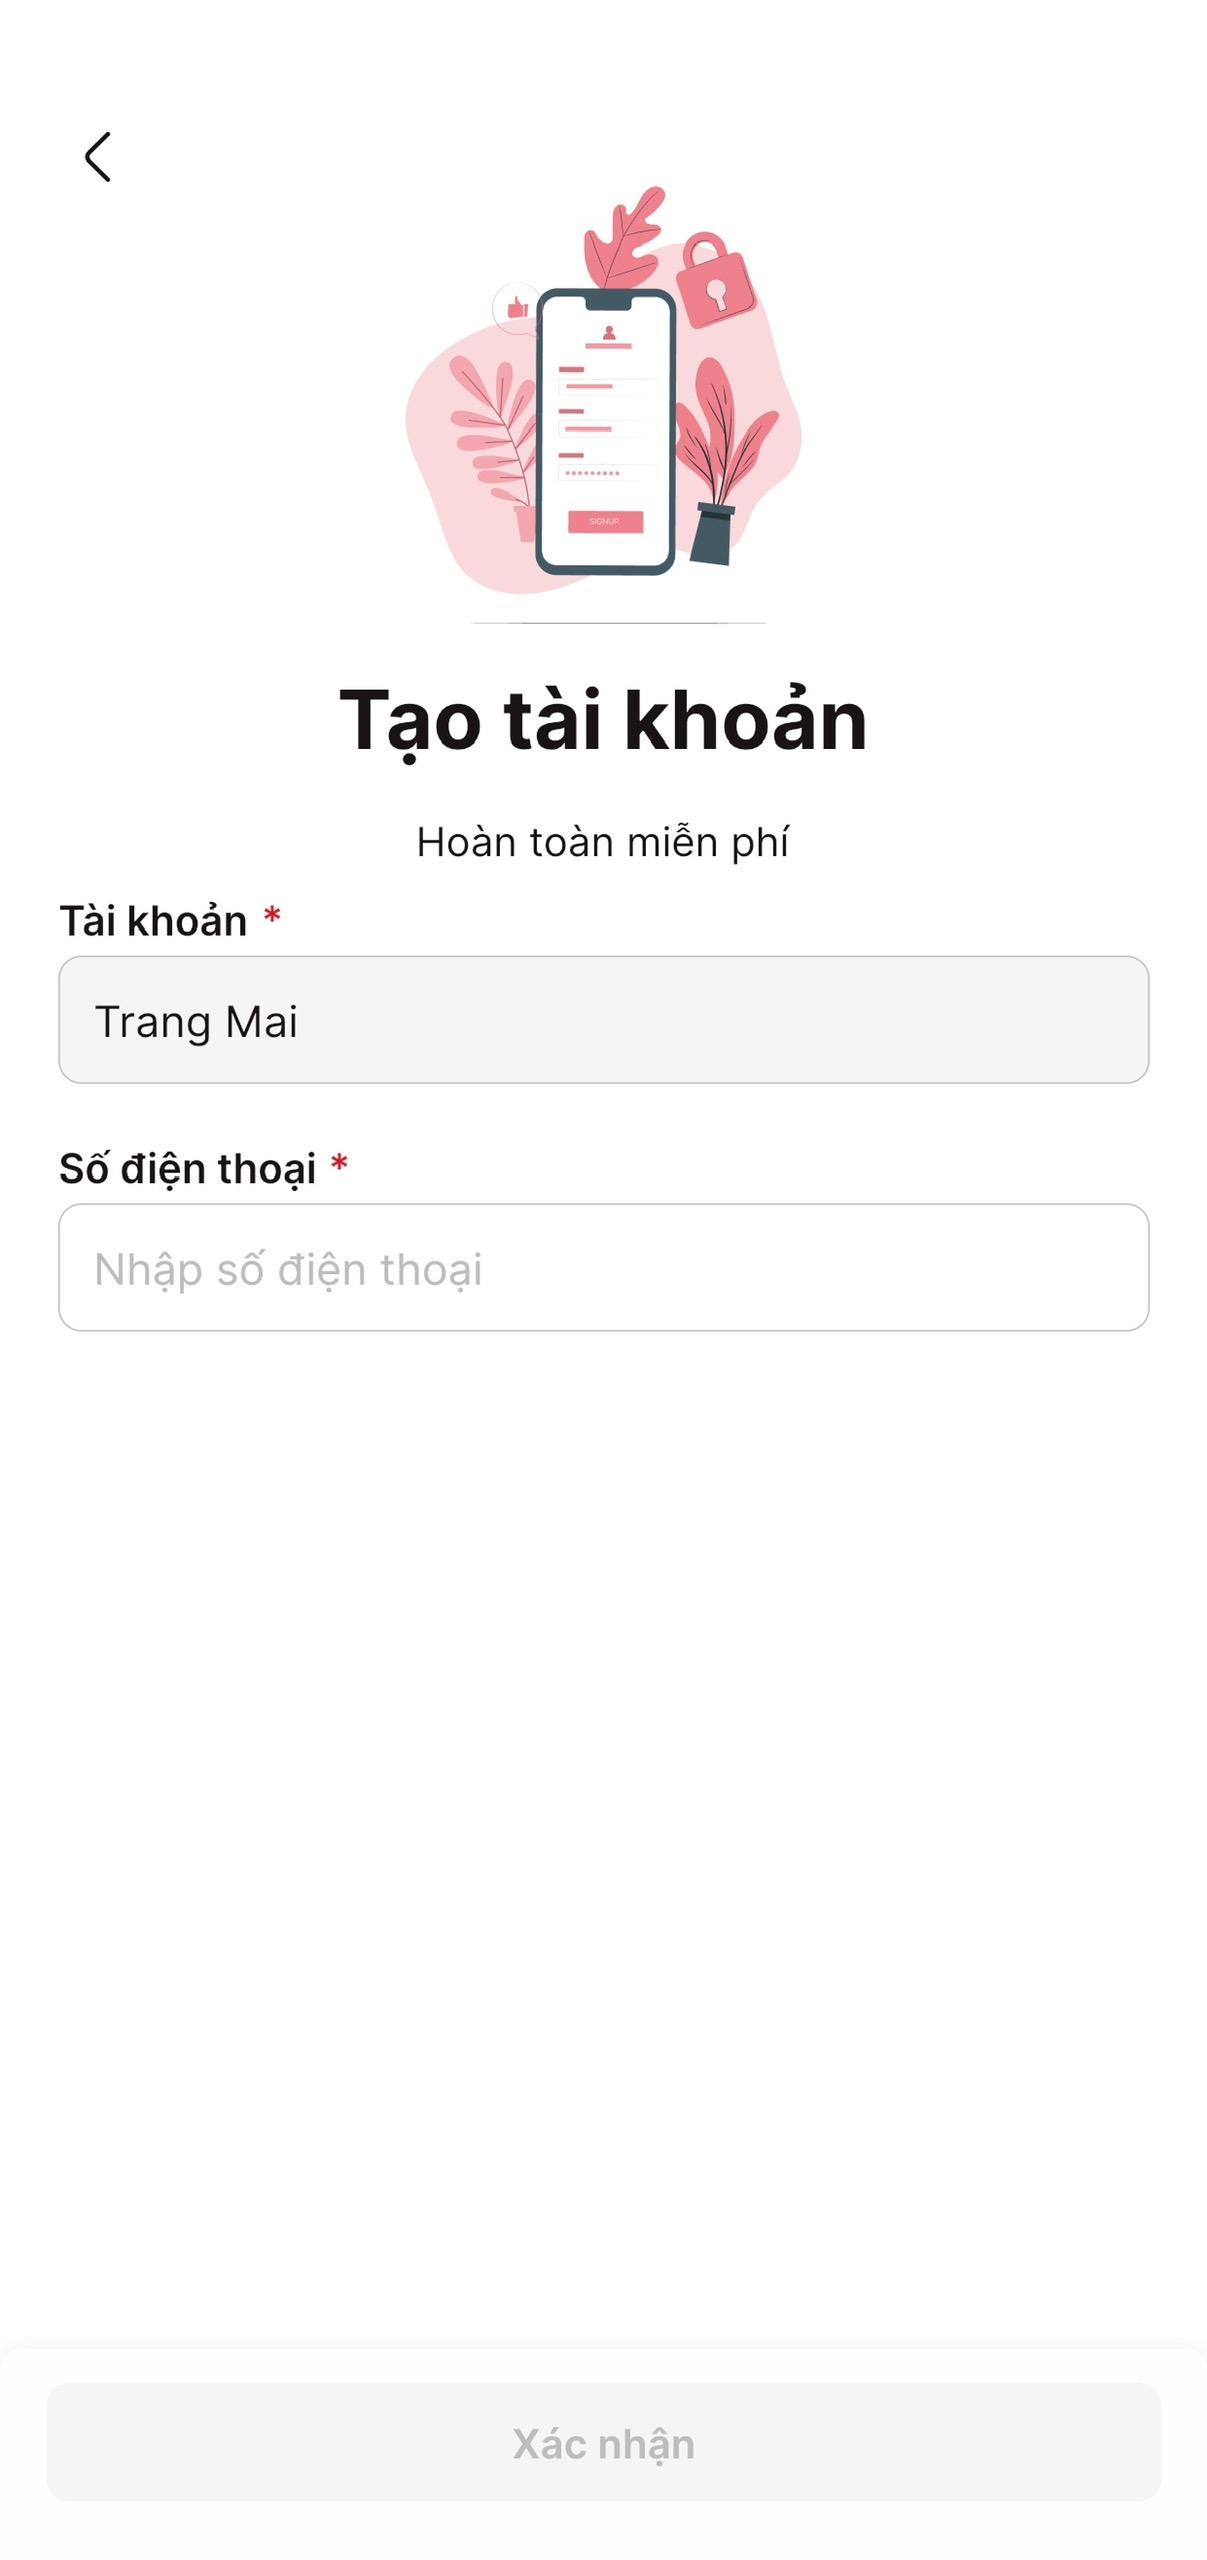 SIGNUP
Tạo tài khoản
Hoàn toàn miễn phí
Tài khoản *
Trang Mai
Số điện thoại *
Nhập số điện thoại
Xác nhận